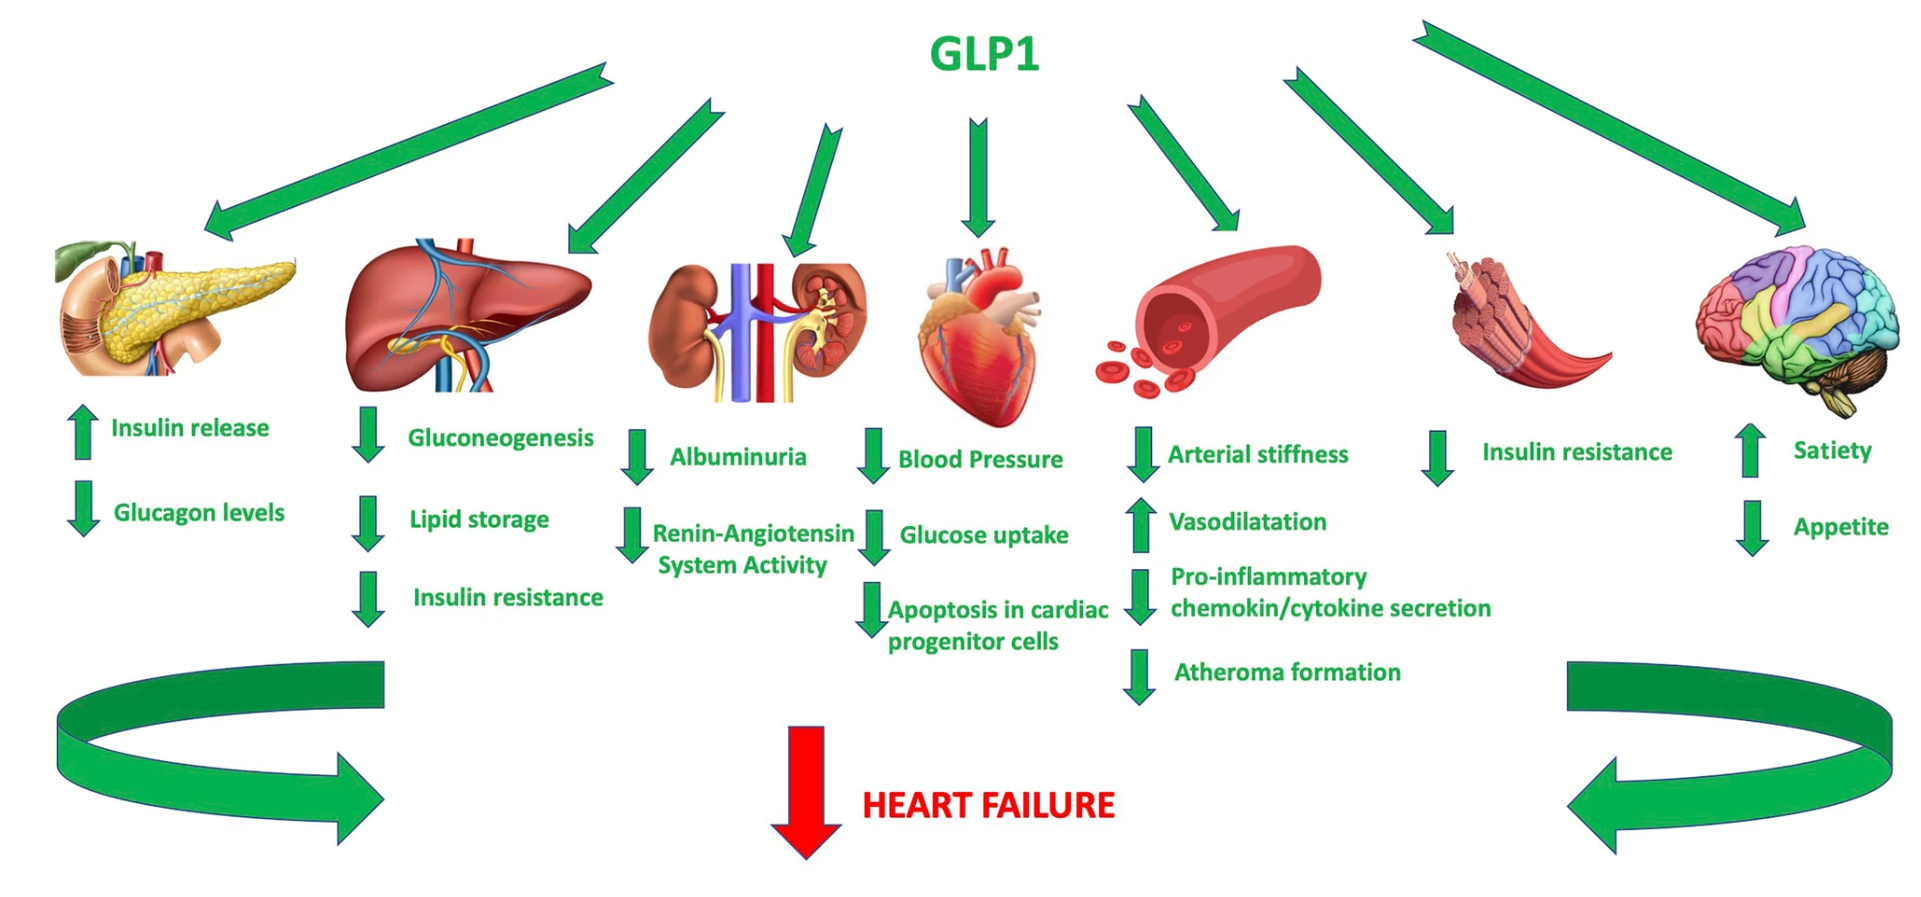 GLP1
Insulin release
Glucagon levels
Gluconeogenesis
Lipid storage
Insulin resistance
Albuminuria
Renin-Angiotensin
System Activity
Blood Pressure
Glucose uptake
Apoptosis in cardiac
progenitor cells
Arterial stiffness
Vasodilatation
Pro-inflammatory
chemokin/cytokine secretion
Atheroma formation
Insulin resistance
Satiety
Appetite
HEART FAILURE